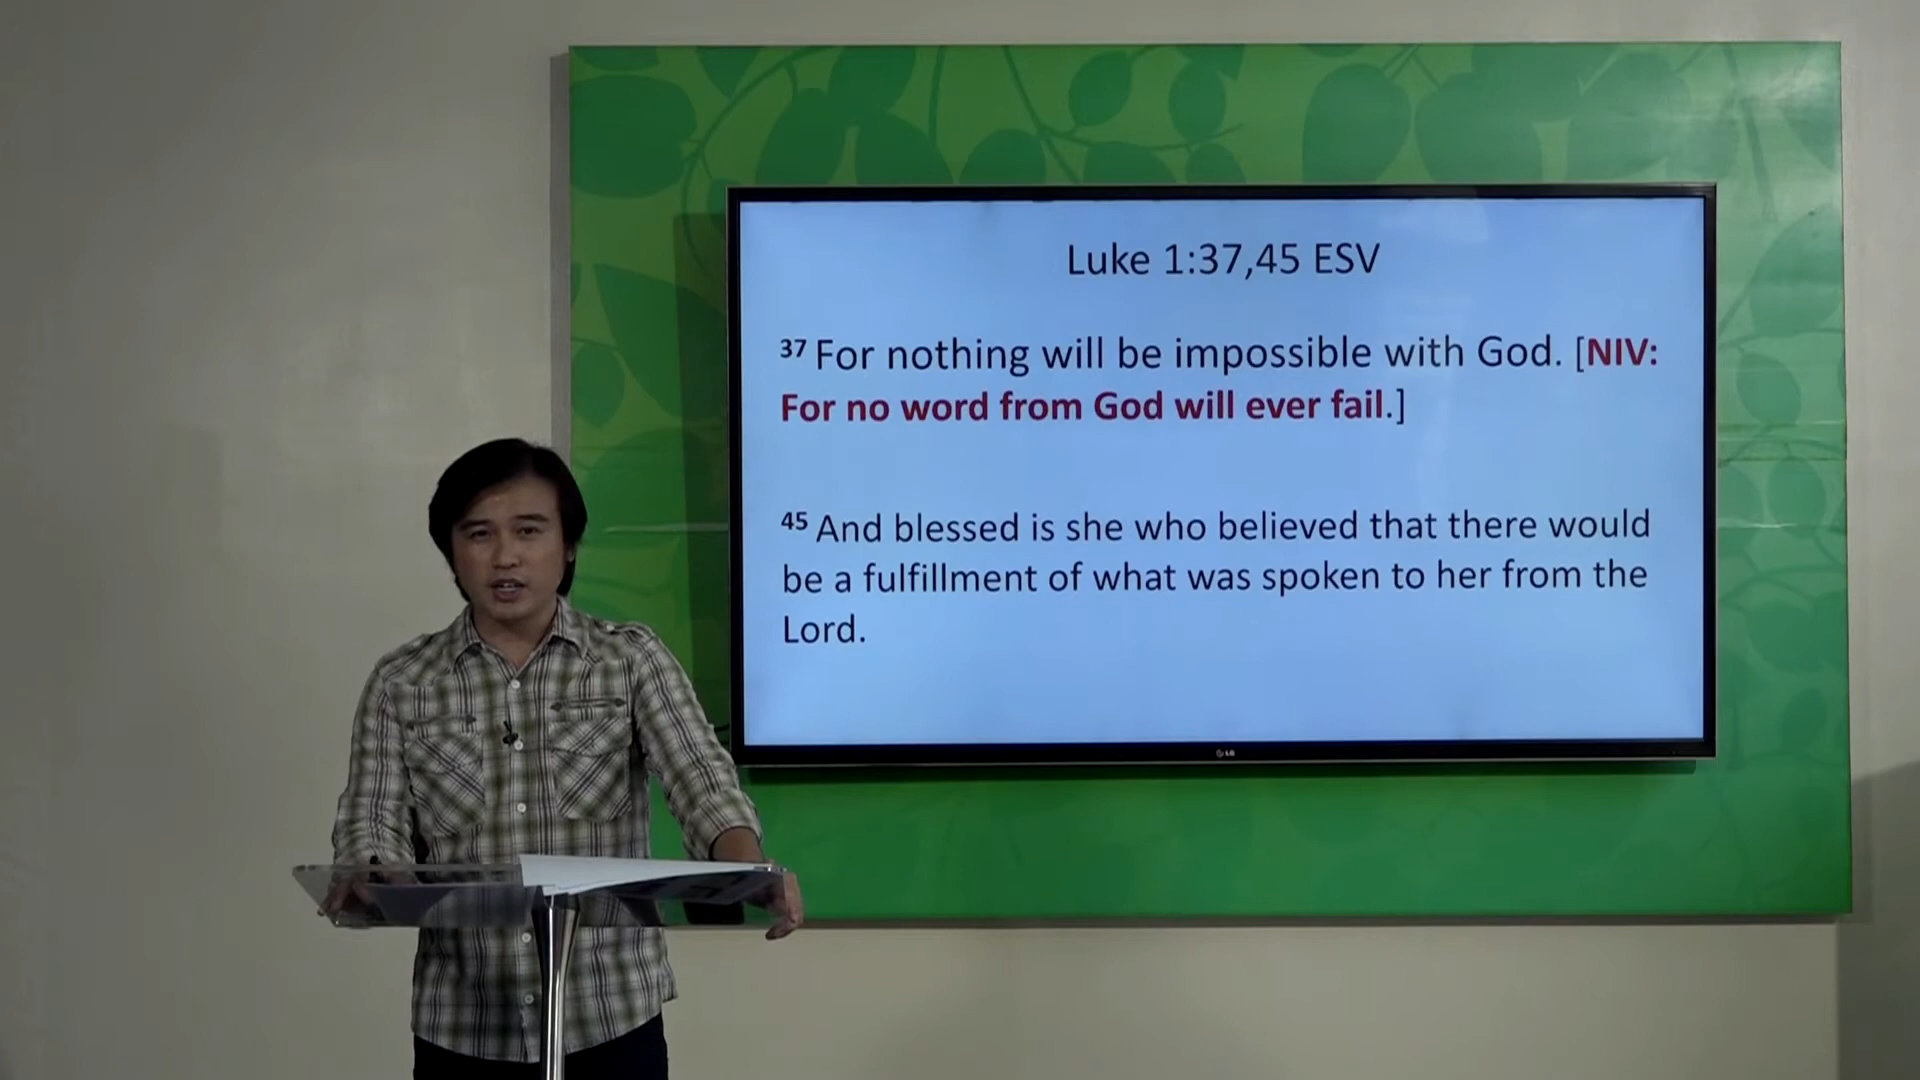 Luke 1:37,45 ESV
37 For nothing will be impossible with God. [NIV:
For no word from God will ever fail.]
45 And blessed is she who believed that there would
be a fulfillment of what was spoken to her from the
Lord.
LG